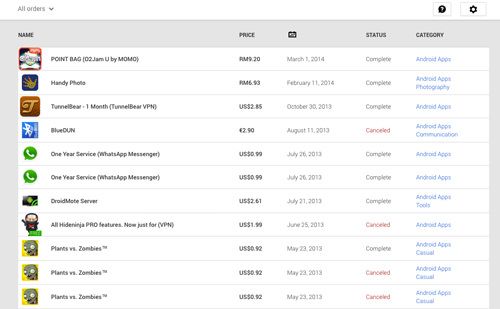 All orders
NAME PRICE STATUS CATEGORY
POINT BAG (O2Jam U by MOMO) RM9.20 March 1, 2014 Complete Android Apps
Handy Photo RM6.93 February 11, 2014 Complete Android Apps
Photography
TunnelBear - 1 Month (TunnelBear VPN) US$2.85 October 30, 2013 Complete Android Apps
BlueDUN €2.90 August 11, 2013 Canceled Android Apps
Communication
One Year Service (WhatsApp Messenger) US$0.99 July 26, 2013 Complete Android Apps
One Year Service (WhatsApp Messenger) US$0.99 July 26, 2013 Complete Android Apps
DroidMote Server US$2.61 July 21, 2013 Complete Android Apps
Tools
All Hideninja PRO features. Now just for (VPN) US$1.99 June 25, 2013 Canceled Android Apps
Plants vs. Zombies™ US$0.92 May 23, 2013 Complete Android Apps
Casual
Plants vs. Zombies™ US$0.92 May 23, 2013 Canceled Android Apps
Casual
Plants vs. Zombies™ US$0.92 May 23, 2013 Canceled Android Apps
Casual